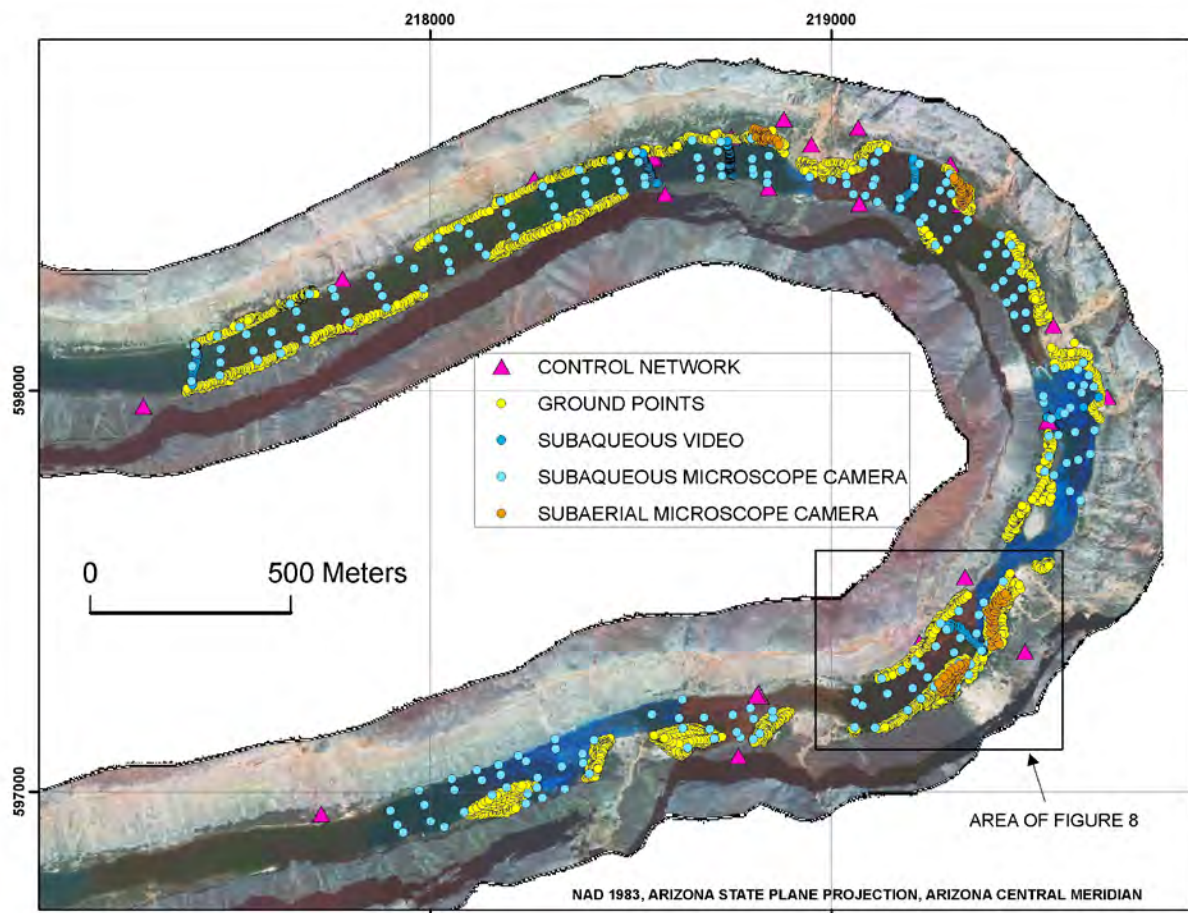 218000
219000
598000
597000
CONTROL NETWORK
GROUND POINTS
SUBAQUEOUS VIDEO
SUBAQUEOUS MICROSCOPE CAMERA
SUBAERIAL MICROSCOPE CAMERA
0
500 Meters
AREA OF FIGURE 8
NAD 1983, ARIZONA STATE PLANE PROJECTION, ARIZONA CENTRAL MERIDIAN